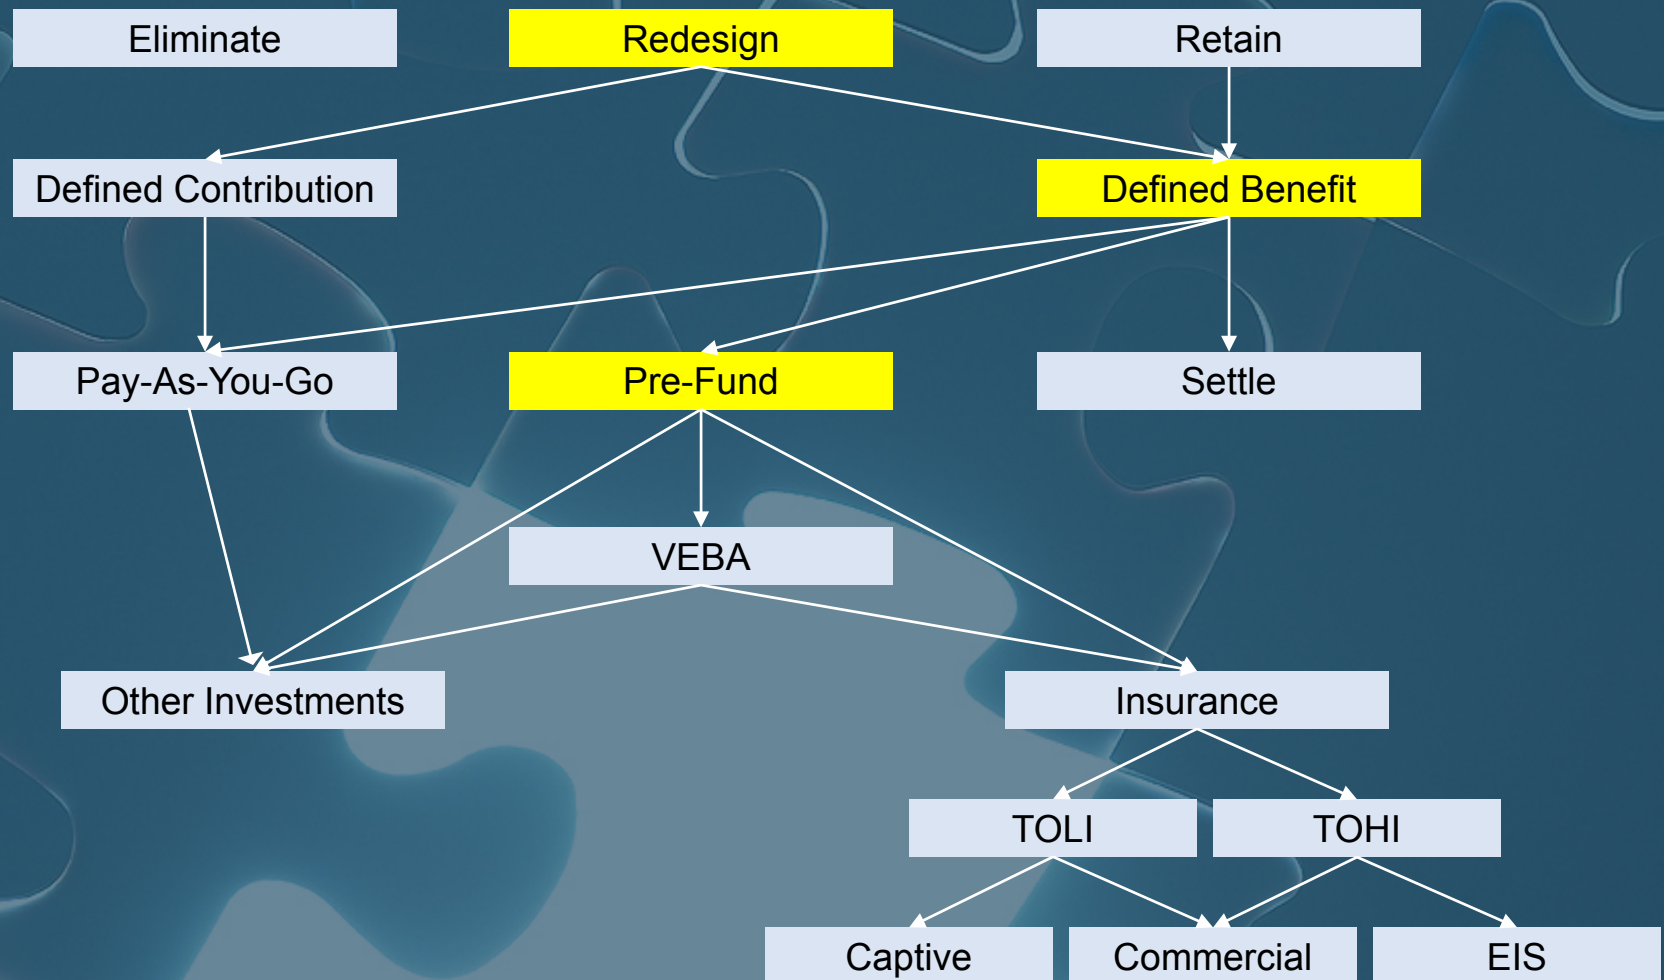 Eliminate
Redesign
Retain
Defined Contribution
Defined Benefit
Pay-As-You-Go
Pre-Fund
Settle
VEBA
Other Investments
Insurance
TOLI
TOHI
Captive
Commercial
EIS